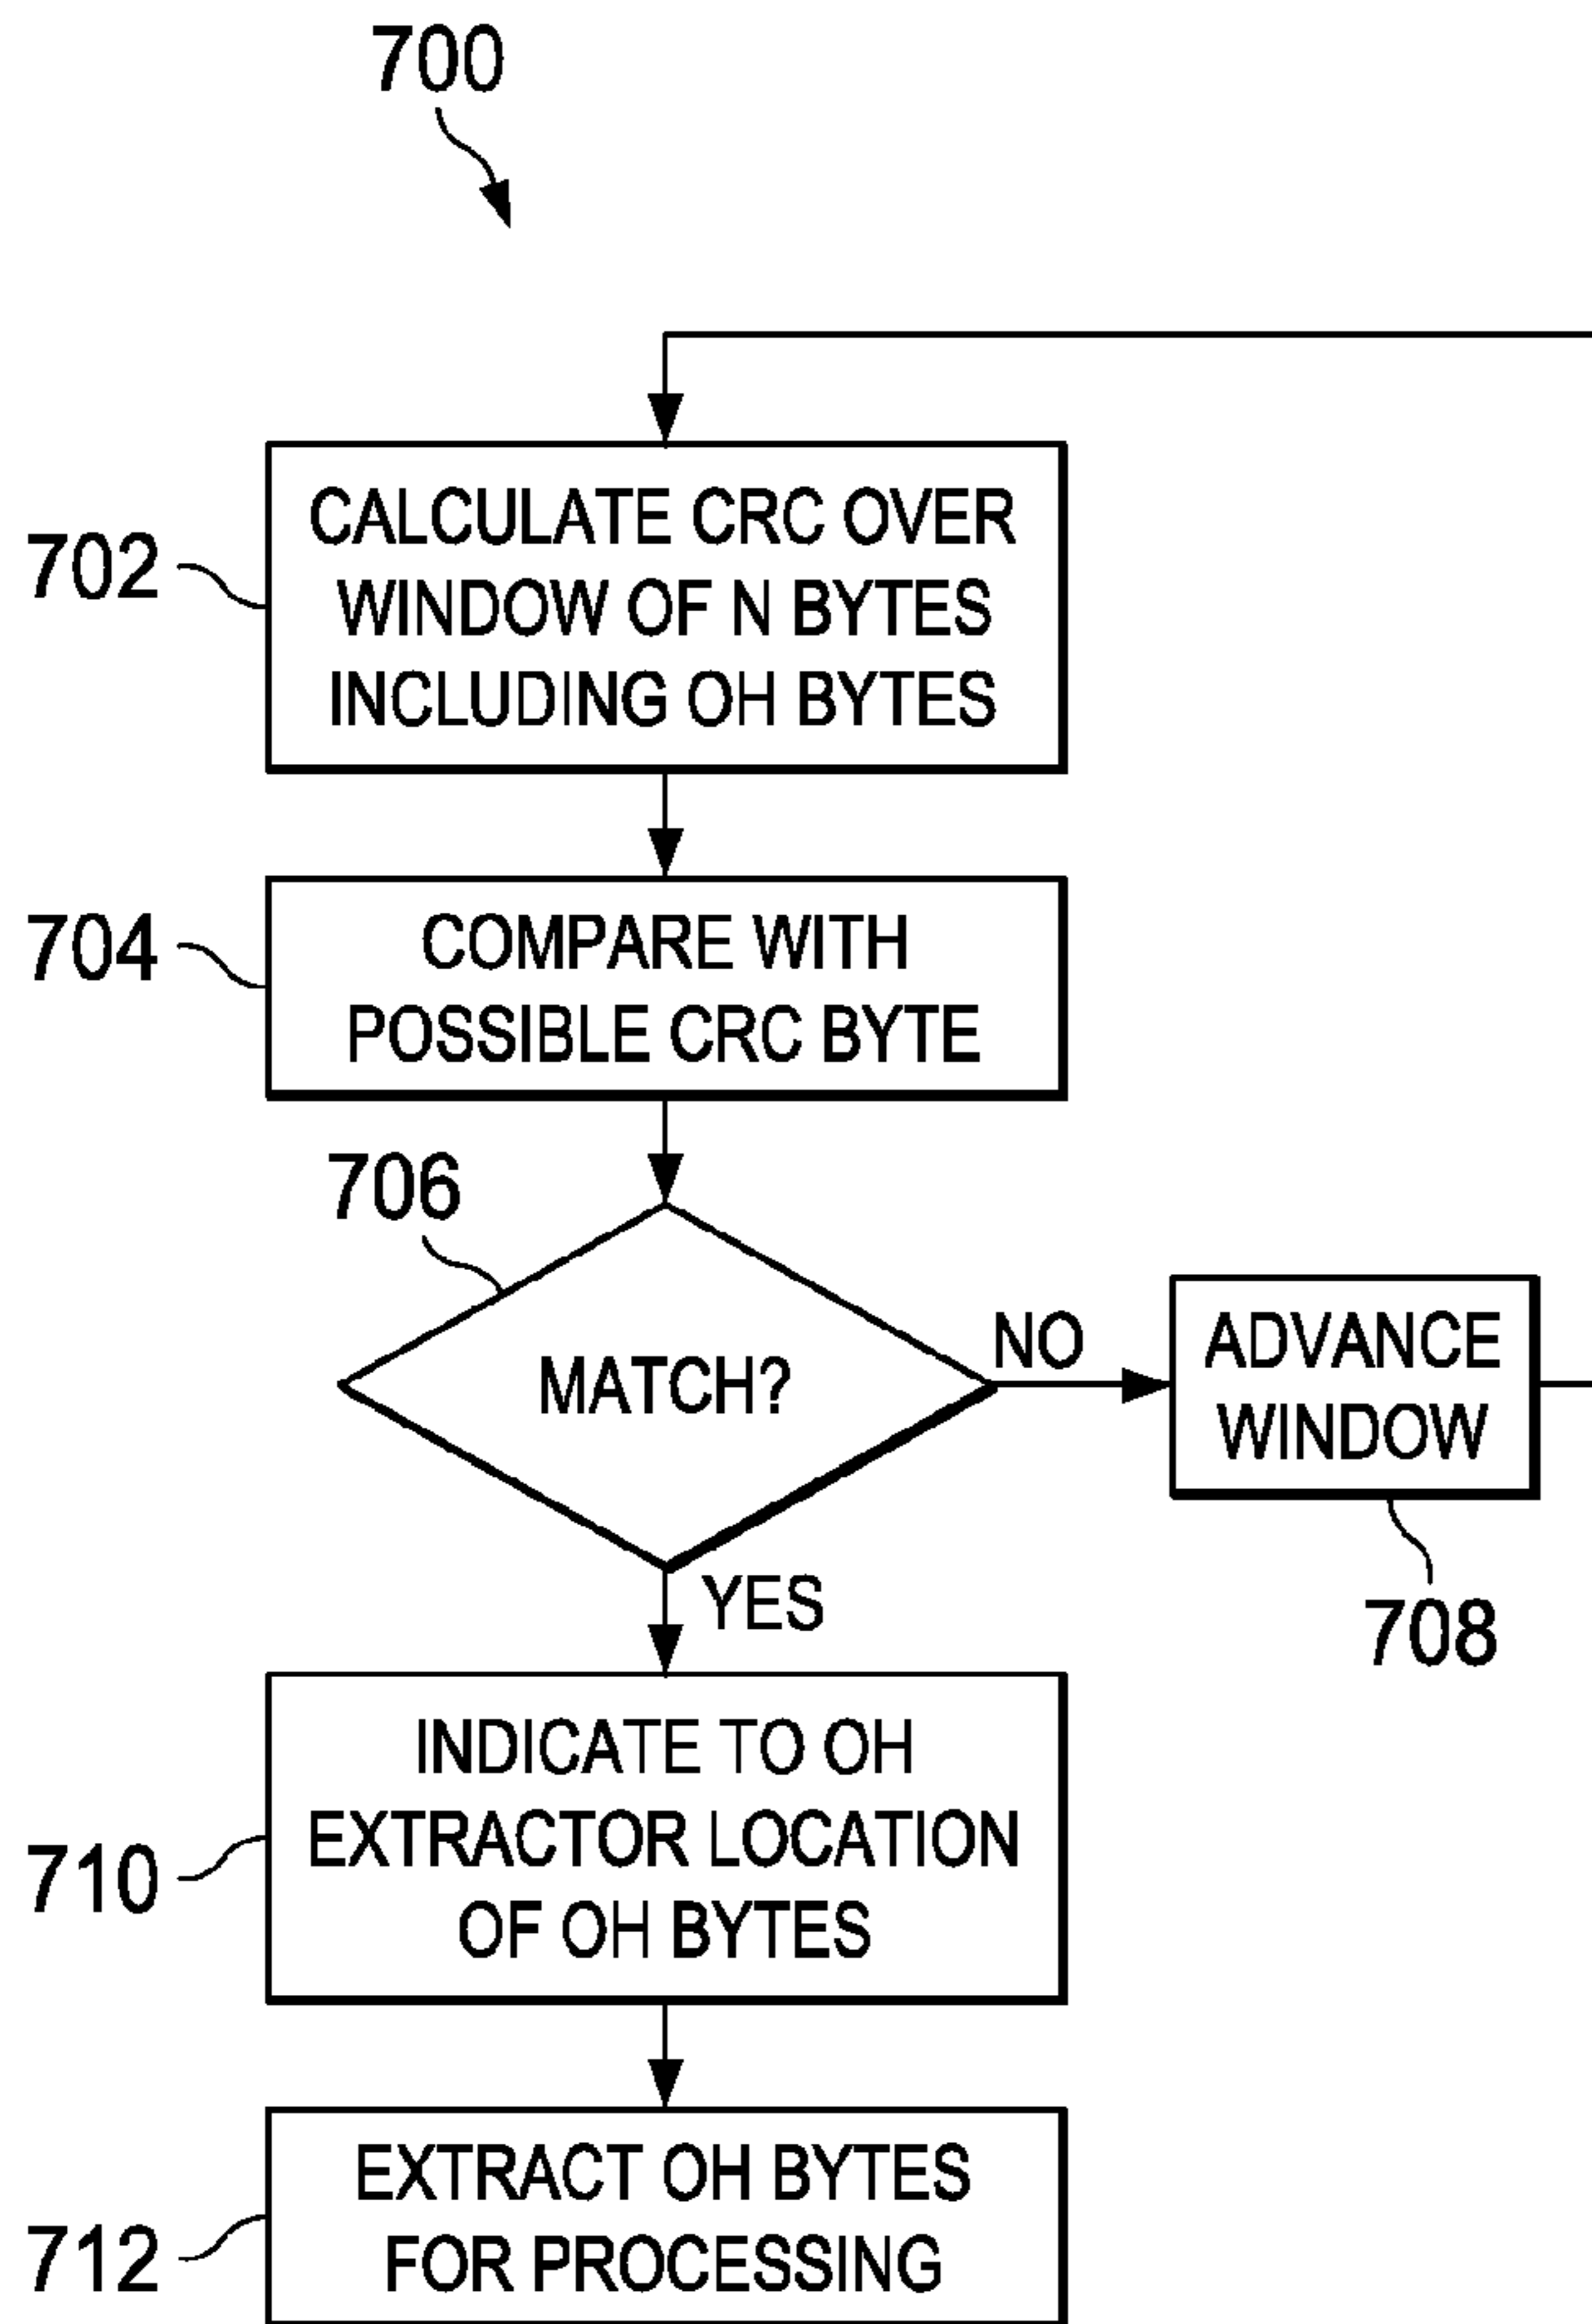 700
702
CALCULATE CRC OVER
WINDOW OF N BYTES
INCLUDING OH BYTES
704
COMPARE WITH
POSSIBLE CRC BYTE
706
MATCH?
NO
ADVANCE
WINDOW
708
YES
710
INDICATE TO OH
EXTRACTOR LOCATION
OF OH BYTES
712
EXTRACT OH BYTES
FOR PROCESSING